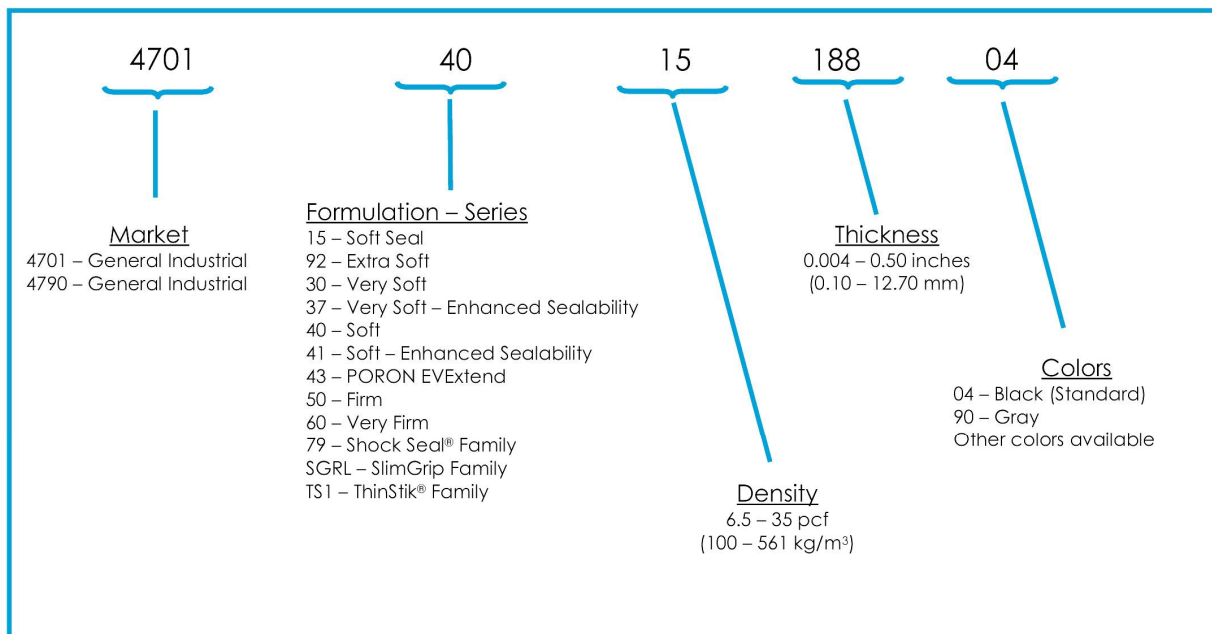 4701 40 15 188 04
Market
4701 – General Industrial
4790 – General Industrial
Formulation – Series
15 – Soft Seal
92 – Extra Soft
30 – Very Soft
37 – Very Soft – Enhanced Sealability
40 – Soft
41 – Soft – Enhanced Sealability
43 – PORON EVExtend
50 – Firm
60 – Very Firm
79 – Shock Seal® Family
SGRL – SlimGrip Family
TS1 – ThinStik® Family
Density
6.5 – 35 pcf
(100 – 561 kg/m³)
Thickness
0.004 – 0.50 inches
(0.10 – 12.70 mm)
Colors
04 – Black (Standard)
90 – Gray
Other colors available